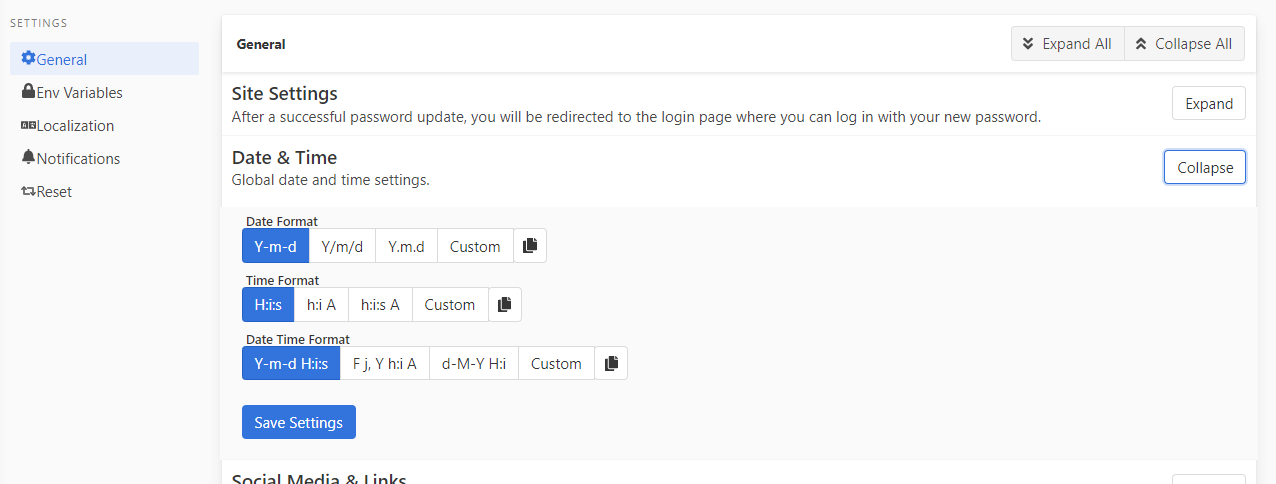 SETTINGS
General
Env Variables
Localization
Notifications
Reset
General
Expand All
Collapse All
Site Settings
After a successful password update, you will be redirected to the login page where you can log in with your new password.
Expand
Date & Time
Global date and time settings.
Collapse
Date Format
Y-m-d Y/m/d Y.m.d Custom
Time Format
H:i:s h:i A h:i:s A Custom
Date Time Format
Y-m-d H:i:s F j, Y h:i A d-M-Y H:i Custom
Save Settings
Social Media & Links